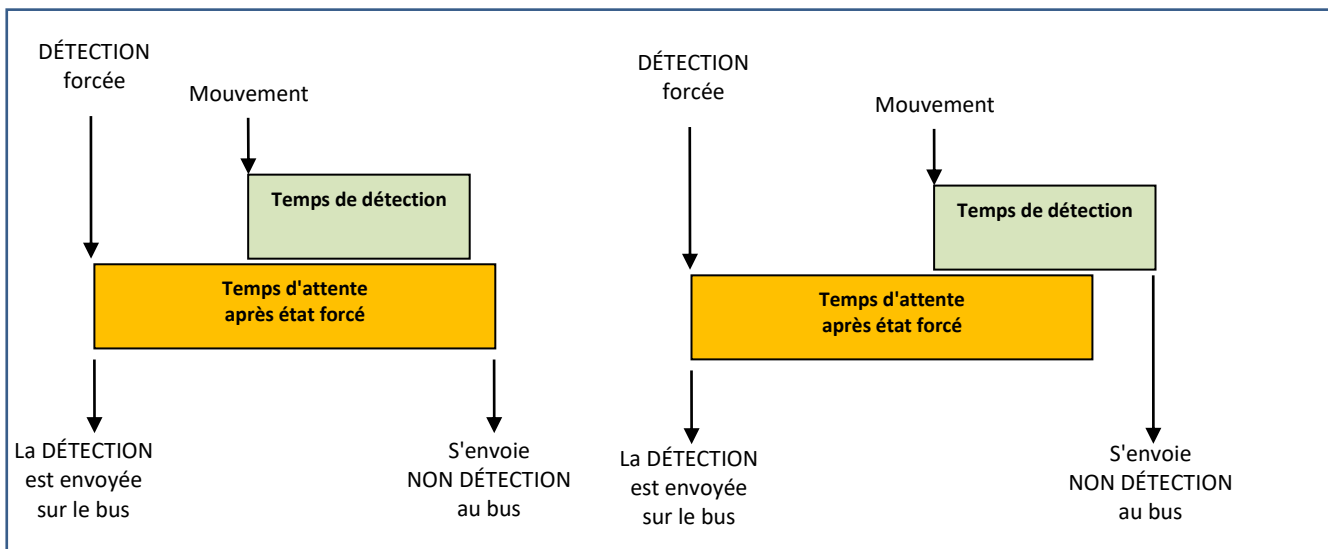 DÉTECTION
forcée
Mouvement
Temps de détection
Temps d'attente
après état forcé
La DÉTECTION
est envoyée
sur le bus
S'envoie
NON DÉTECTION
au bus
DÉTECTION
forcée
Mouvement
Temps de détection
Temps d'attente
après état forcé
La DÉTECTION
est envoyée
sur le bus
S'envoie
NON DÉTECTION
au bus